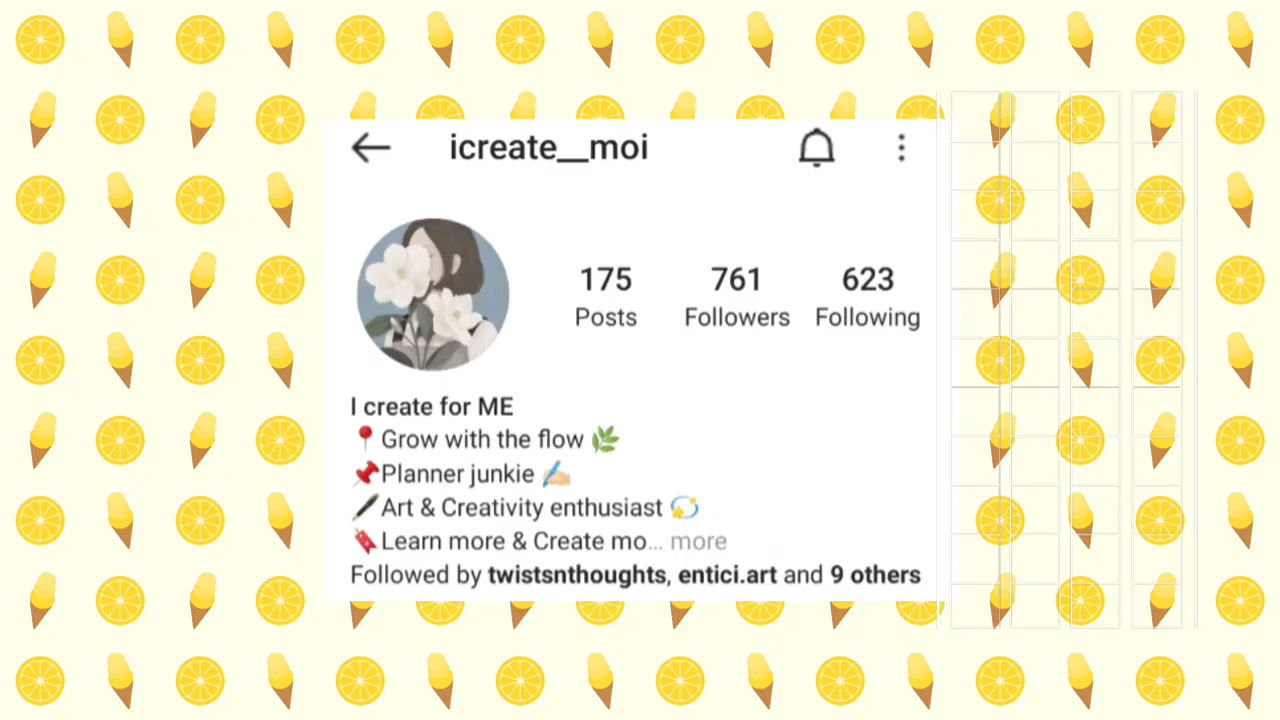 icreate__moi
175 761 623
Posts Followers Following
I create for ME
📍Grow with the flow 🌿
📌Planner junkie ✍🏼
🖋️Art & Creativity enthusiast 💫
🔖Learn more & Create mo... more
Followed by twistsnthoughts, entici.art and 9 others